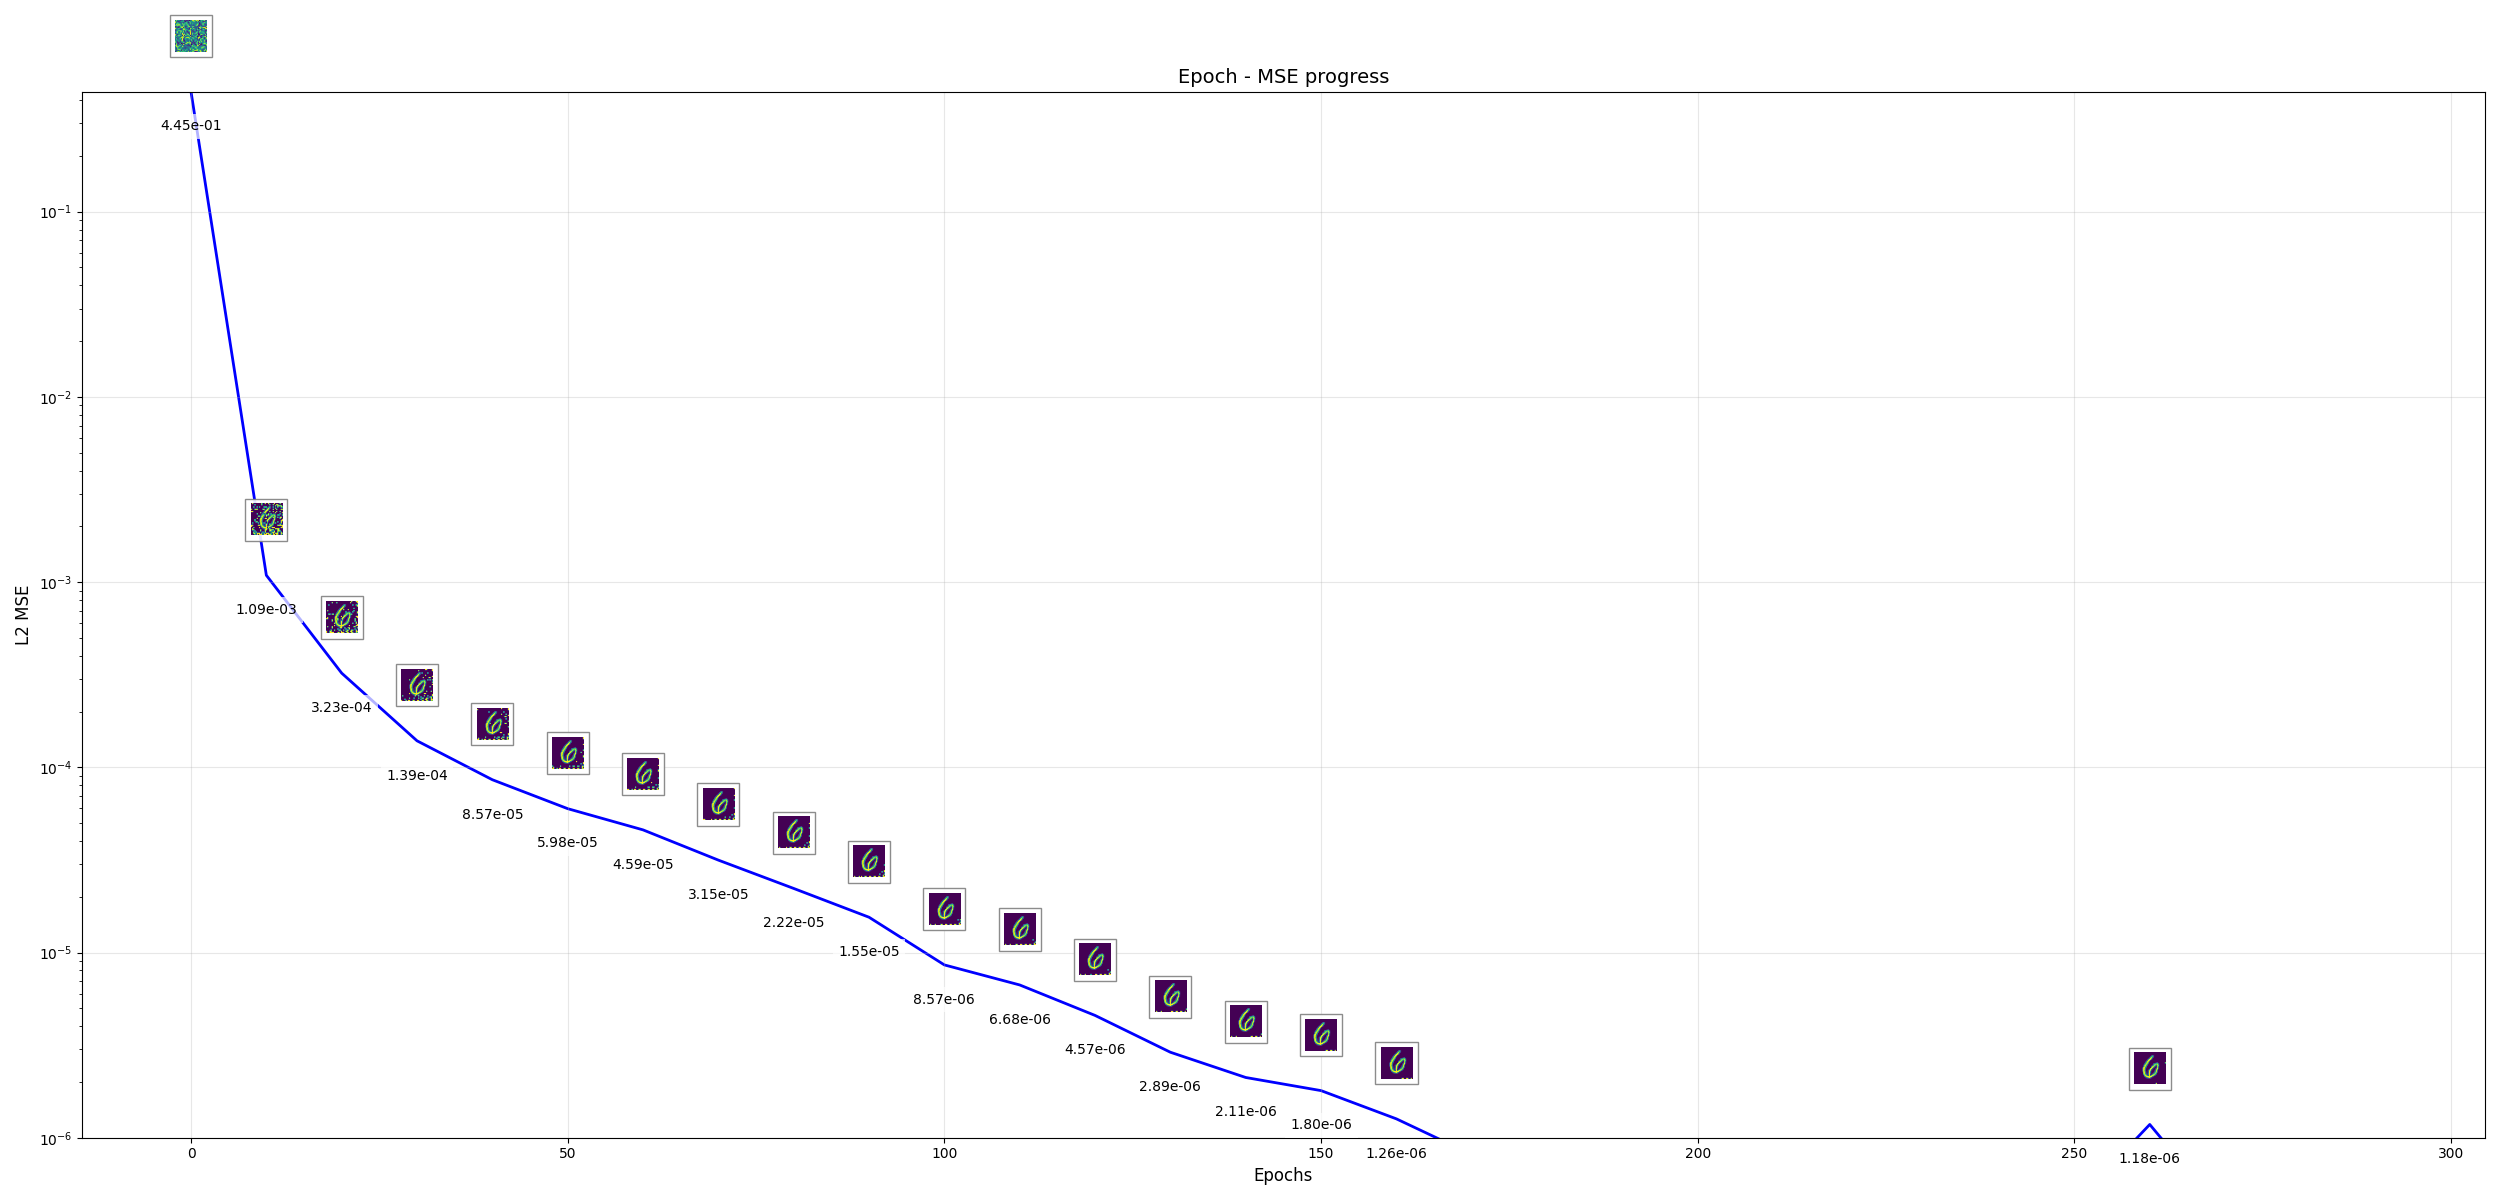 Epoch - MSE progress
4.45e-01
10⁻¹
10⁻²
10⁻³
1.09e-03
3.23e-04
10⁻⁴
1.39e-04
8.57e-05
5.98e-05
4.59e-05
3.15e-05
2.22e-05
10⁻⁵
1.55e-05
8.57e-06
6.68e-06
4.57e-06
2.89e-06
2.11e-06
1.80e-06
10⁻⁶
1.26e-06
1.18e-06
0 50 100 150 200 250 300
Epochs
L2 MSE